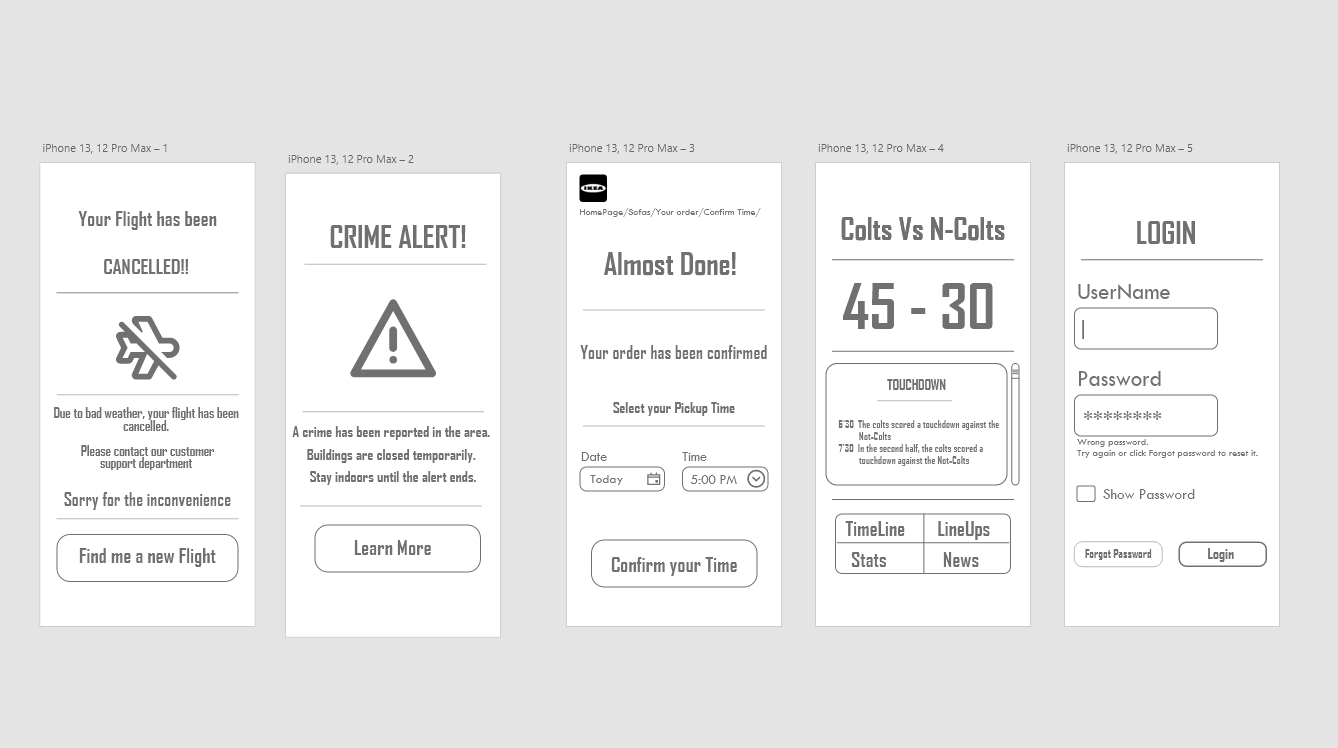 iPhone 13, 12 Pro Max – 1
Your Flight has been
CANCELLED!!
Due to bad weather, your flight has been
cancelled.
Please contact our customer
support department
Sorry for the inconvenience
Find me a new Flight
iPhone 13, 12 Pro Max – 2
CRIME ALERT!
A crime has been reported in the area.
Buildings are closed temporarily.
Stay indoors until the alert ends.
Learn More
iPhone 13, 12 Pro Max – 3
IKEA
HomePage/Sofas/Your order/Confirm Time/
Almost Done!
Your order has been confirmed
Select your Pickup Time
Date Time
Today 5:00 PM
Confirm your Time
iPhone 13, 12 Pro Max – 4
Colts Vs N-Colts
45 - 30
TOUCHDOWN
6'30 The colts scored a touchdown against the
Not-Colts
7'30 In the second half, the colts scored a
touchdown against the Not-Colts
TimeLine LineUps
Stats News
iPhone 13, 12 Pro Max – 5
LOGIN
UserName
Password
********
Wrong password.
Try again or click Forgot password to reset it.
Show Password
Forgot Password Login